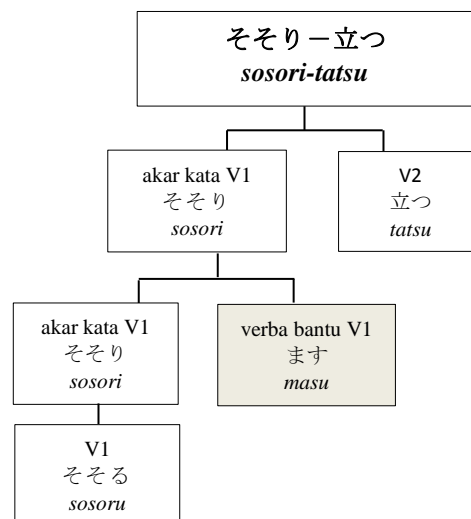 そそり－立つ
sosori-tatsu
akar kata V1
そそり
sosori
V2
立つ
tatsu
akar kata V1
そそり
sosori
verba bantu V1
ます
masu
V1
そそる
sosoru